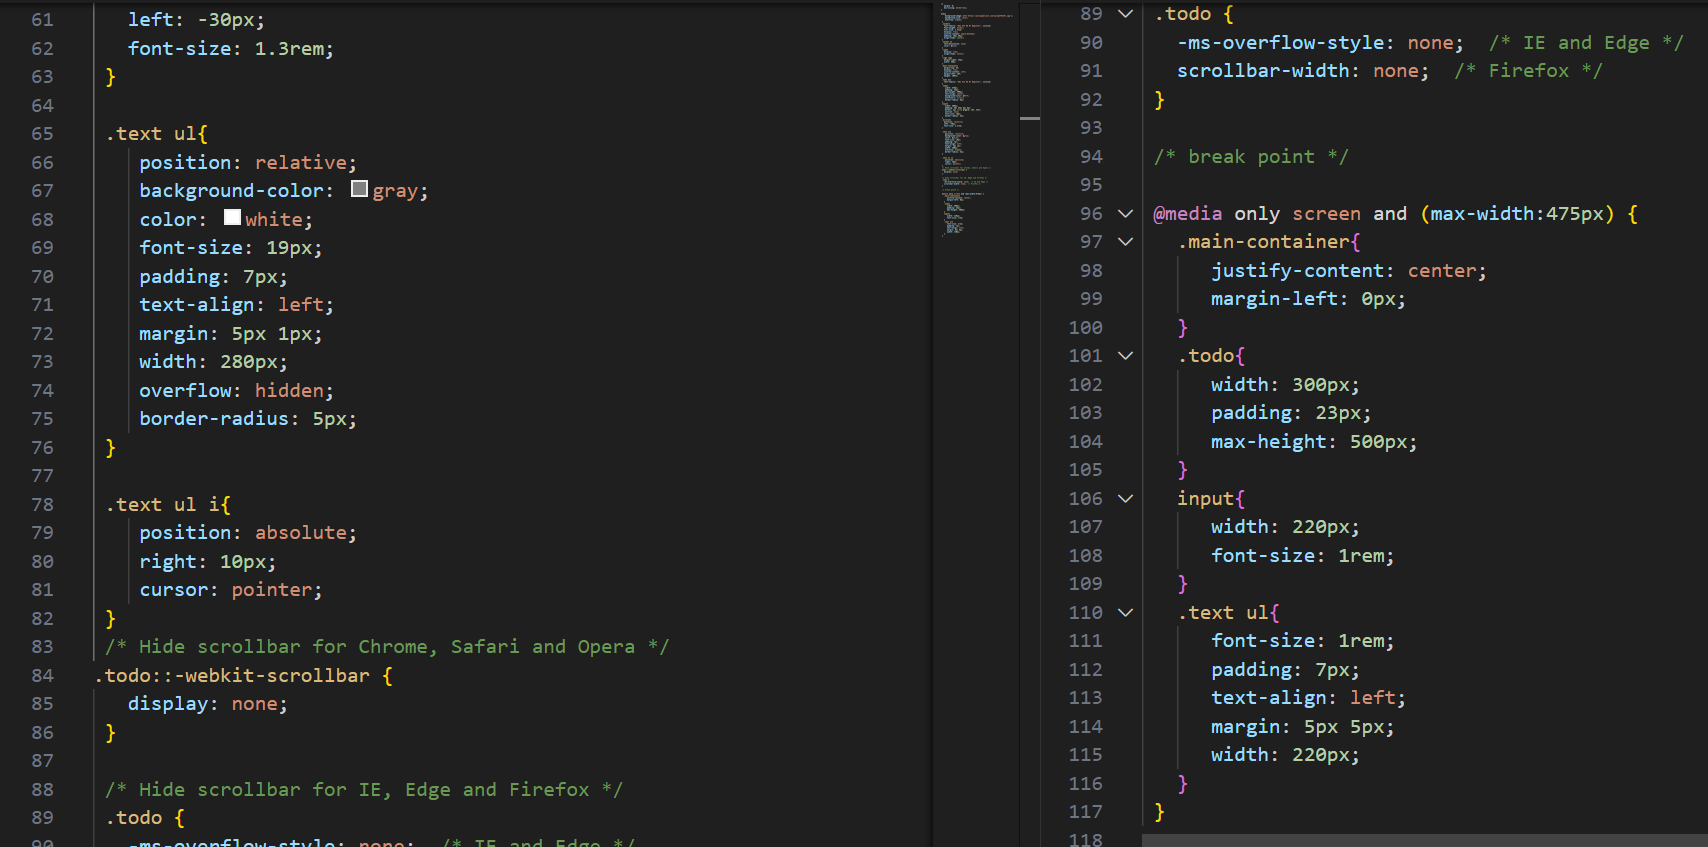 61 left: -30px;
62 font-size: 1.3rem;
63 }
64
65 .text ul{
66 position: relative;
67 background-color: gray;
68 color: white;
69 font-size: 19px;
70 padding: 7px;
71 text-align: left;
72 margin: 5px 1px;
73 width: 280px;
74 overflow: hidden;
75 border-radius: 5px;
76 }
77
78 .text ul i{
79 position: absolute;
80 right: 10px;
81 cursor: pointer;
82 }
83 /* Hide scrollbar for Chrome, Safari and Opera */
84 .todo::-webkit-scrollbar {
85 display: none;
86 }
87
88 /* Hide scrollbar for IE, Edge and Firefox */
89 .todo {
90 -ms-overflow-style: none; /* IE and Edge */
89 .todo {
90 -ms-overflow-style: none; /* IE and Edge */
91 scrollbar-width: none; /* Firefox */
92 }
93
94 /* break point */
95
96 @media only screen and (max-width:475px) {
97 .main-container{
98 justify-content: center;
99 margin-left: 0px;
100 }
101 .todo{
102 width: 300px;
103 padding: 23px;
104 max-height: 500px;
105 }
106 input{
107 width: 220px;
108 font-size: 1rem;
109 }
110 .text ul{
111 font-size: 1rem;
112 padding: 7px;
113 text-align: left;
114 margin: 5px 5px;
115 width: 220px;
116 }
117 }
118